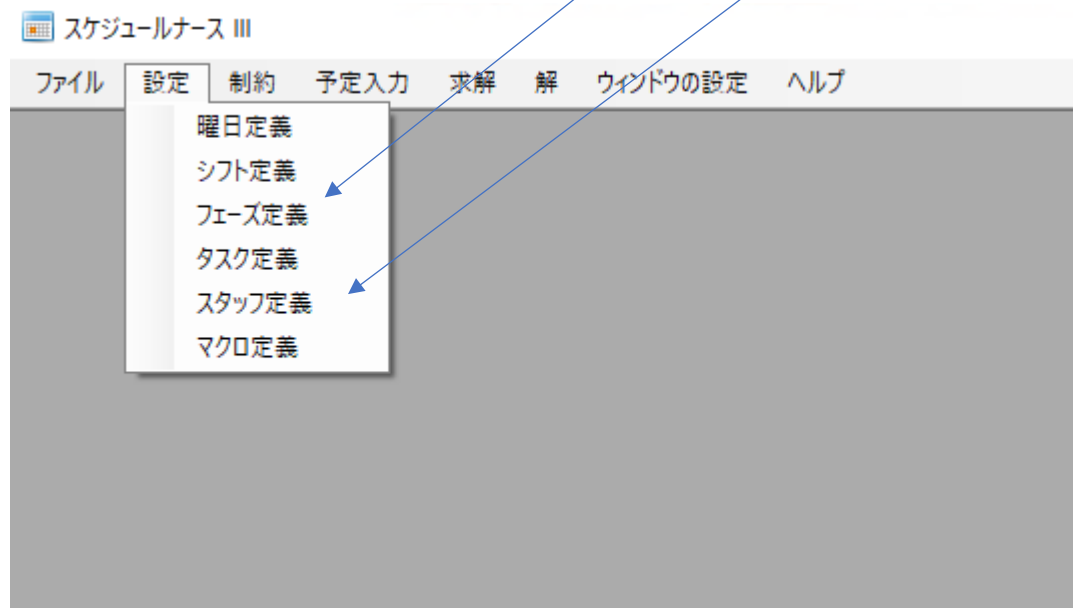 スケジュールナース III
ファイル 設定 制約 予定入力 求解 解 ウィンドウの設定 ヘルプ
曜日定義
シフト定義
フェーズ定義
タスク定義
スタッフ定義
マクロ定義